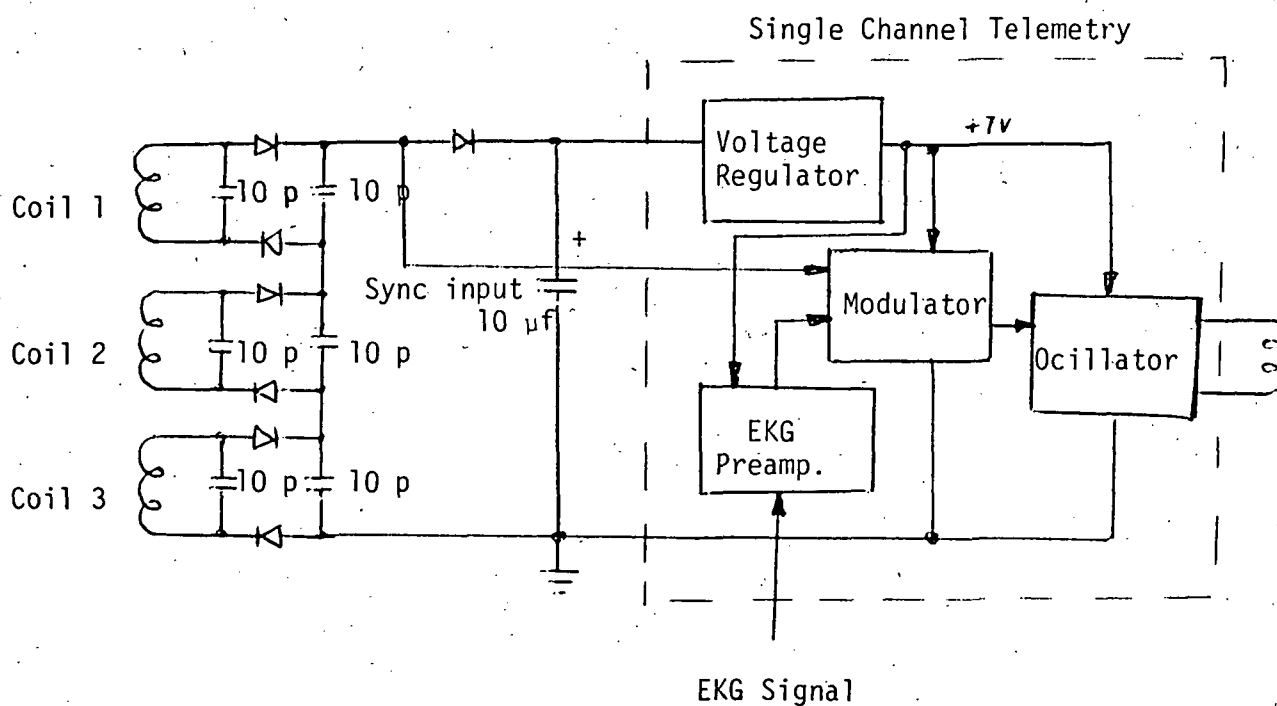 Single Channel Telemetry
Voltage
Regulator
+7v
Coil 1
10 p
10 p
+
Sync input
10 µf
Modulator
Coil 2
10 p
10 p
Ocillator
EKG
Preamp.
Coil 3
10 p
10 p
EKG Signal